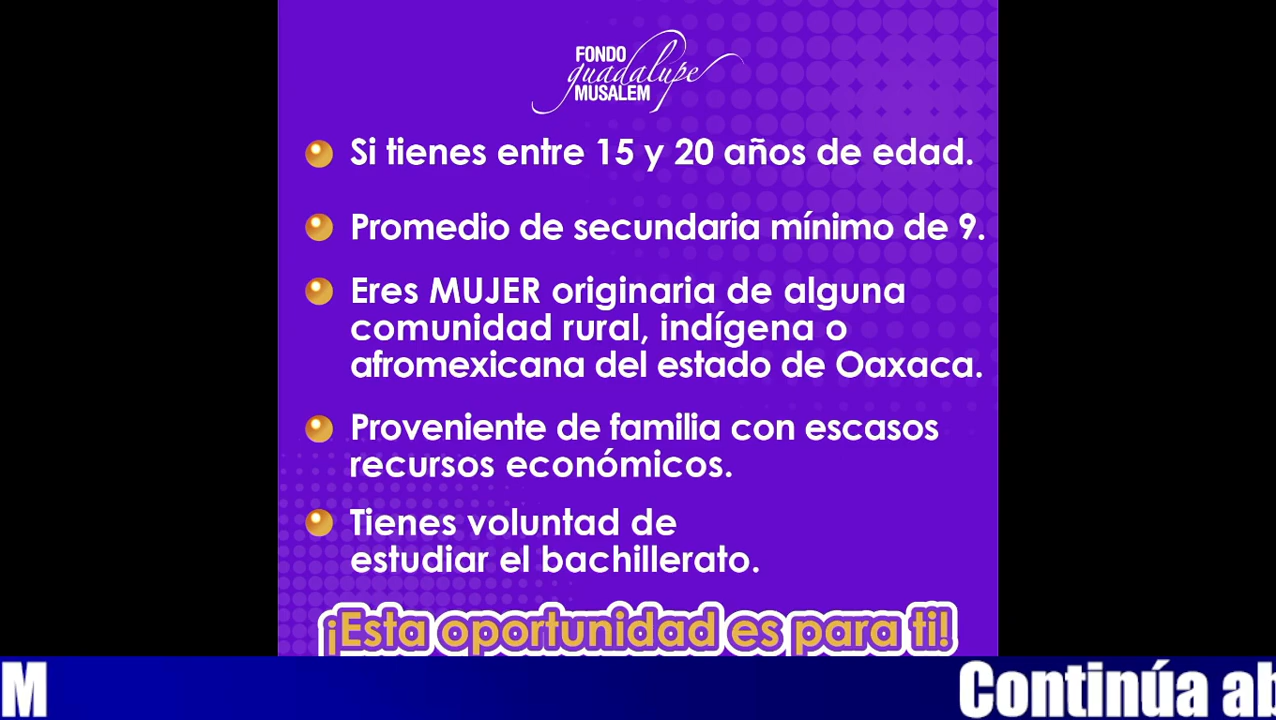 FONDO
guadalupe
MUSALEM
Si tienes entre 15 y 20 años de edad.
Promedio de secundaria mínimo de 9.
Eres MUJER originaria de alguna
comunidad rural, indígena o
afromexicana del estado de Oaxaca.
Proveniente de familia con escasos
recursos económicos.
Tienes voluntad de
estudiar el bachillerato.
¡Esta oportunidad es para ti!
M Continúa ab